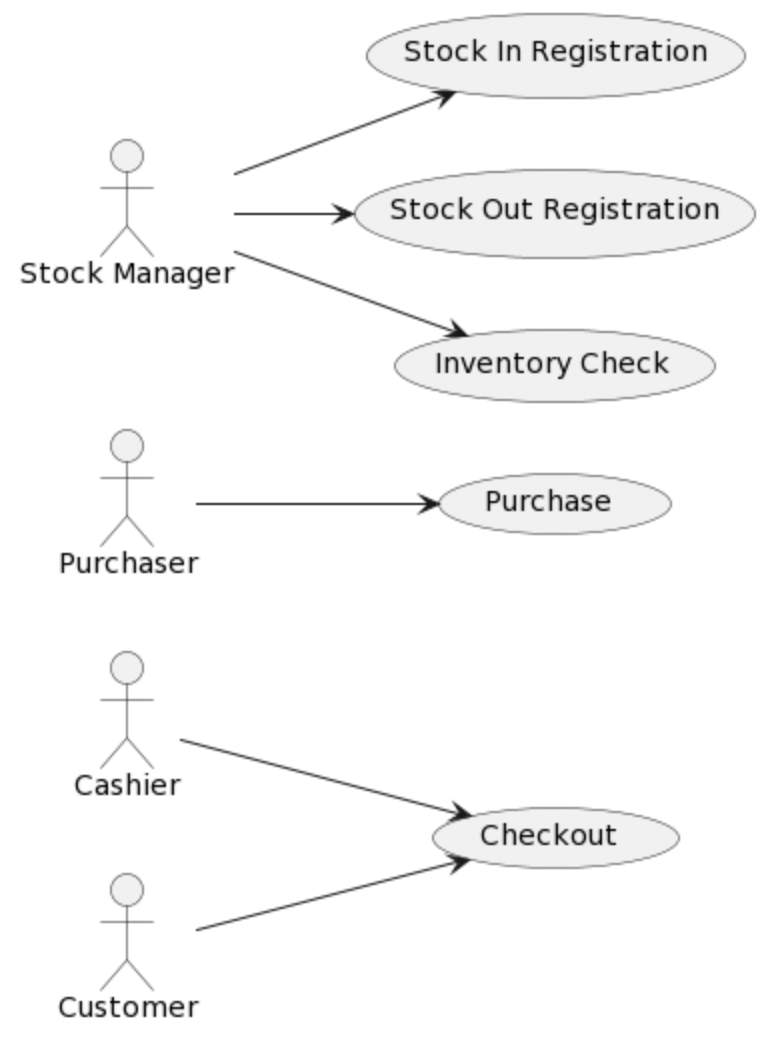 Stock In Registration
Stock Out Registration
Stock Manager
Inventory Check
Purchase
Purchaser
Cashier
Checkout
Customer